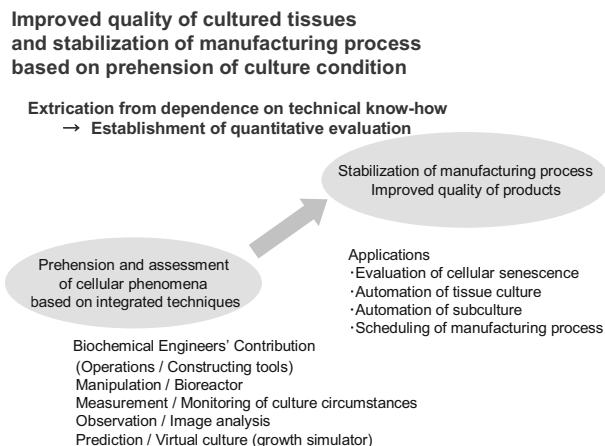 Improved quality of cultured tissues
and stabilization of manufacturing process
based on prehension of culture condition
Extrication from dependence on technical know-how
→ Establishment of quantitative evaluation
Stabilization of manufacturing process
Improved quality of products
Prehension and assessment
of cellular phenomena
based on integrated techniques
Applications
･Evaluation of cellular senescence
･Automation of tissue culture
･Automation of subculture
･Scheduling of manufacturing process
Biochemical Engineers’ Contribution
(Operations / Constructing tools)
Manipulation / Bioreactor
Measurement / Monitoring of culture circumstances
Observation / Image analysis
Prediction / Virtual culture (growth simulator)